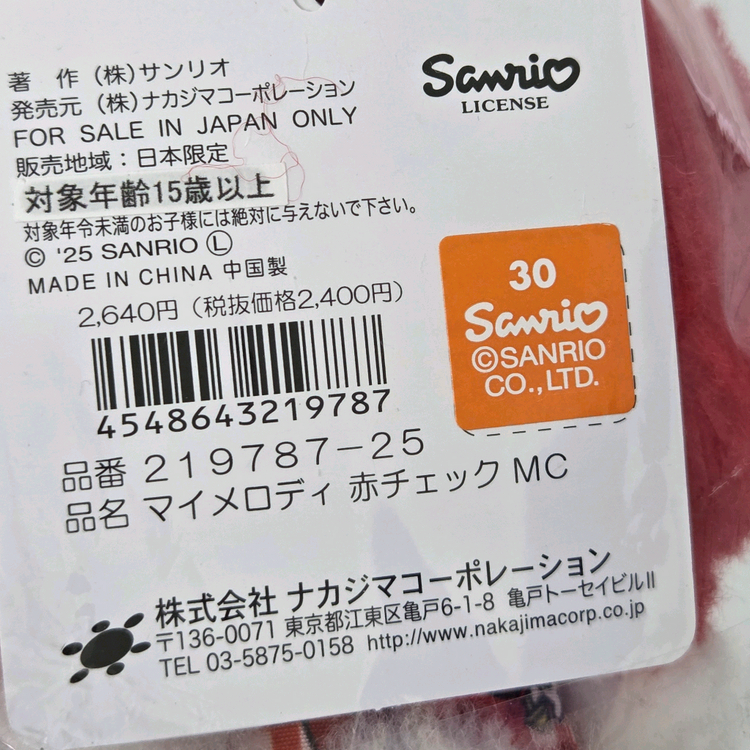 著 作 (株)サンリオ
発売元 (株)ナカジマコーポレーション
FOR SALE IN JAPAN ONLY
販売地域:日本限定
対象年齢15歳以上
対象年令未満のお子様には絶対に与えないで下さい。
© '25 SANRIO Ⓛ
MADE IN CHINA 中国製
2,640円 (税抜価格2,400円)
4548643219787
品番 219787-25
品名 マイメロディ 赤チェック MC
Sanrio
LICENSE
30
Sanrio
©SANRIO
CO.,LTD.
株式会社 ナカジマコーポレーション
〒136-0071 東京都江東区亀戸6-1-8 亀戸トーセイビルⅡ
TEL 03-5875-0158 http://www.nakajimacorp.co.jp